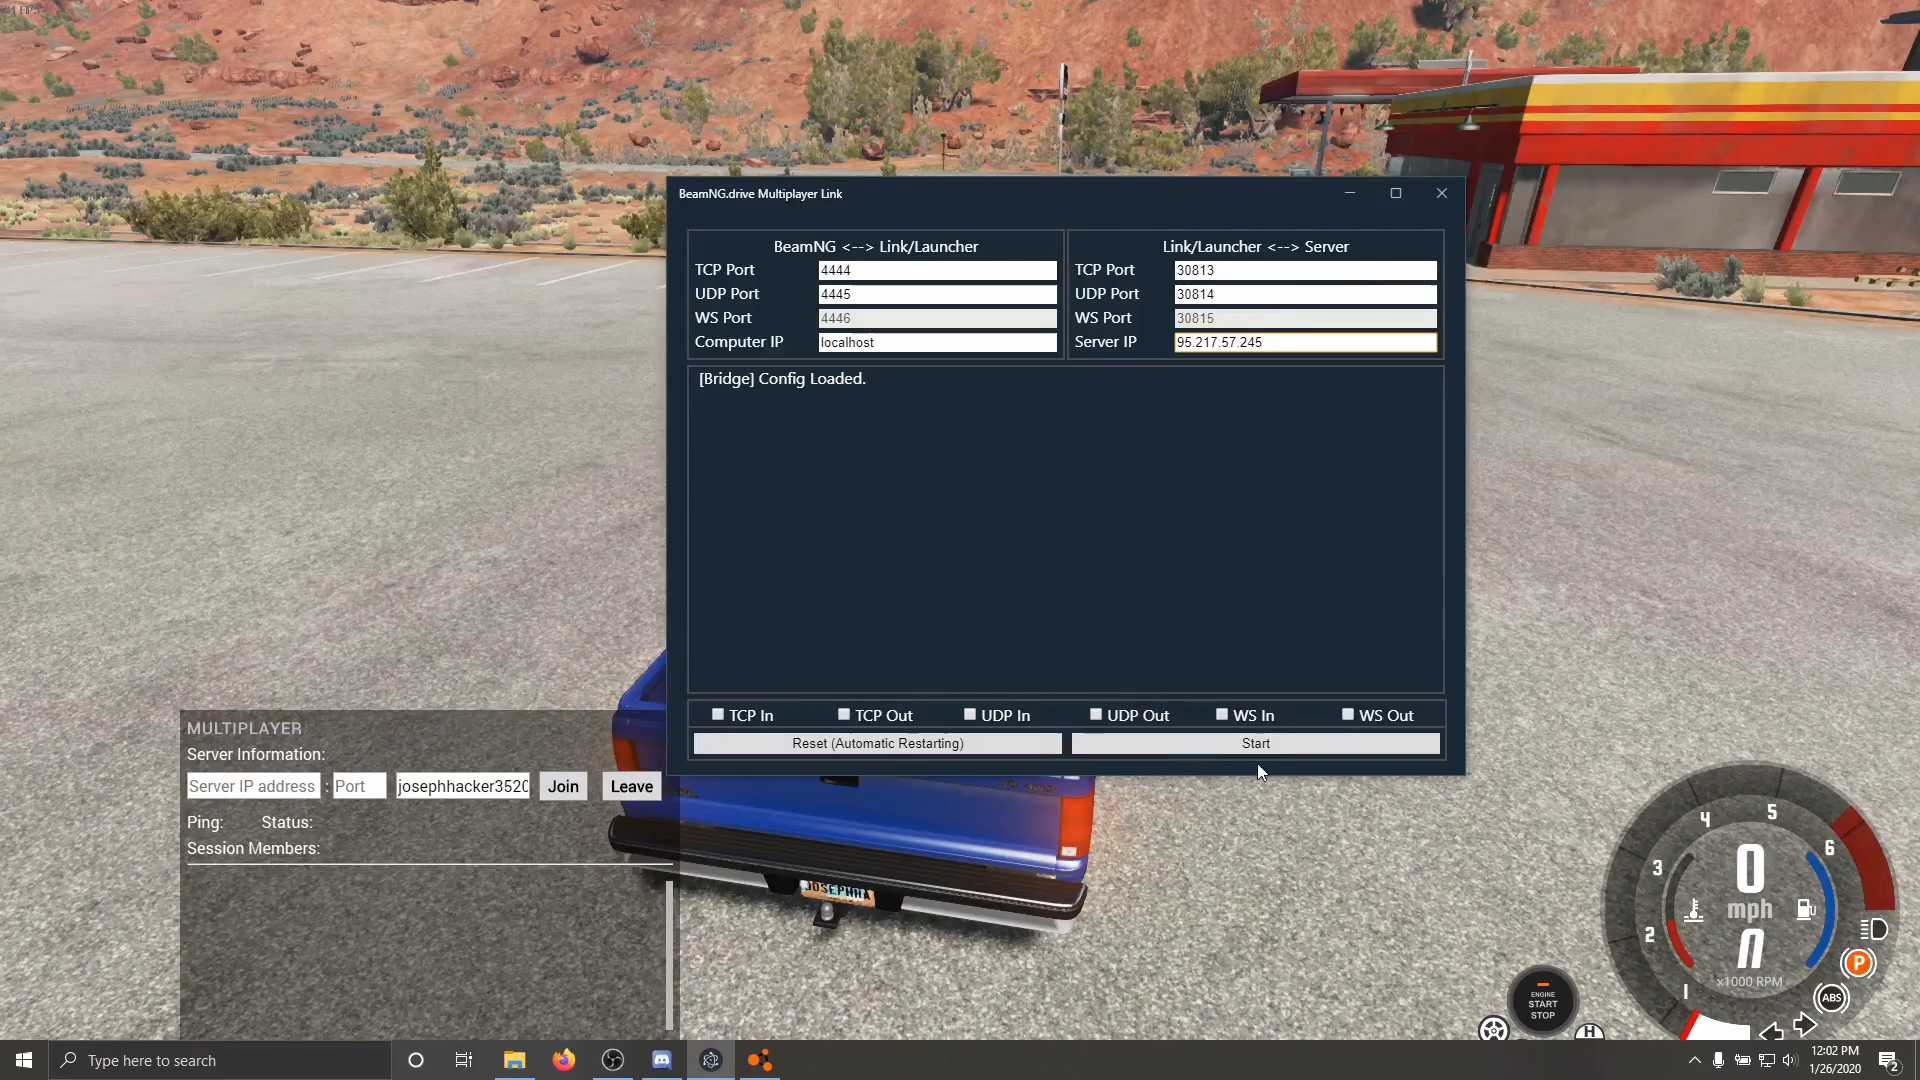 BeamNG.drive Multiplayer Link
BeamNG <--> Link/Launcher
TCP Port 4444
UDP Port 4445
WS Port 4446
Computer IP localhost
Link/Launcher <--> Server
TCP Port 30813
UDP Port 30814
WS Port 30815
Server IP 95.217.57.245
[Bridge] Config Loaded.
TCP In TCP Out UDP In UDP Out WS In WS Out
Reset (Automatic Restarting) Start
MULTIPLAYER
Server Information:
Server IP address : Port josephhacker3520 Join Leave
Ping: Status:
Session Members:
JOSEPHHA
1 2 3 4 5 6
0
mph
n
x1000 RPM
P
ABS
ENGINE
START
STOP
H
Type here to search
12:02 PM
1/26/2020
2